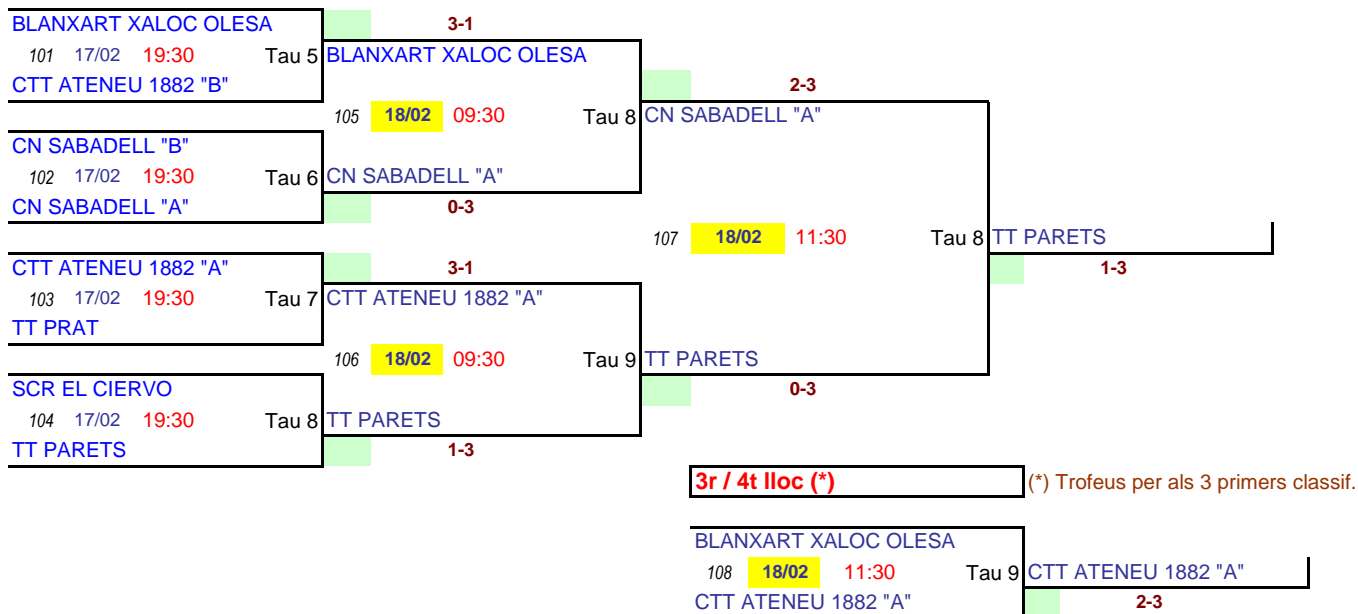 BLANXART XALOC OLESA
3-1
101 17/02 19:30 Tau 5 BLANXART XALOC OLESA
CTT ATENEU 1882 "B"
2-3
105 18/02 09:30 Tau 8 CN SABADELL "A"
CN SABADELL "B"
102 17/02 19:30 Tau 6 CN SABADELL "A"
CN SABADELL "A"
0-3
107 18/02 11:30 Tau 8 TT PARETS
CTT ATENEU 1882 "A"
3-1
1-3
103 17/02 19:30 Tau 7 CTT ATENEU 1882 "A"
TT PRAT
106 18/02 09:30 Tau 9 TT PARETS
SCR EL CIERVO
0-3
104 17/02 19:30 Tau 8 TT PARETS
TT PARETS
1-3
3r / 4t lloc (*) (*) Trofeus per als 3 primers classif.
BLANXART XALOC OLESA
108 18/02 11:30 Tau 9 CTT ATENEU 1882 "A"
CTT ATENEU 1882 "A"
2-3